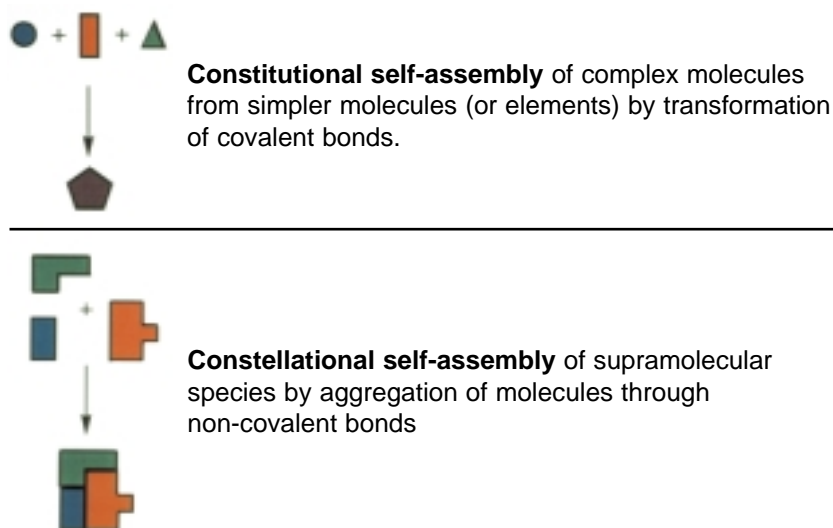 + +
Constitutional self-assembly of complex molecules
from simpler molecules (or elements) by transformation
of covalent bonds.
+
Constellational self-assembly of supramolecular
species by aggregation of molecules through
non-covalent bonds